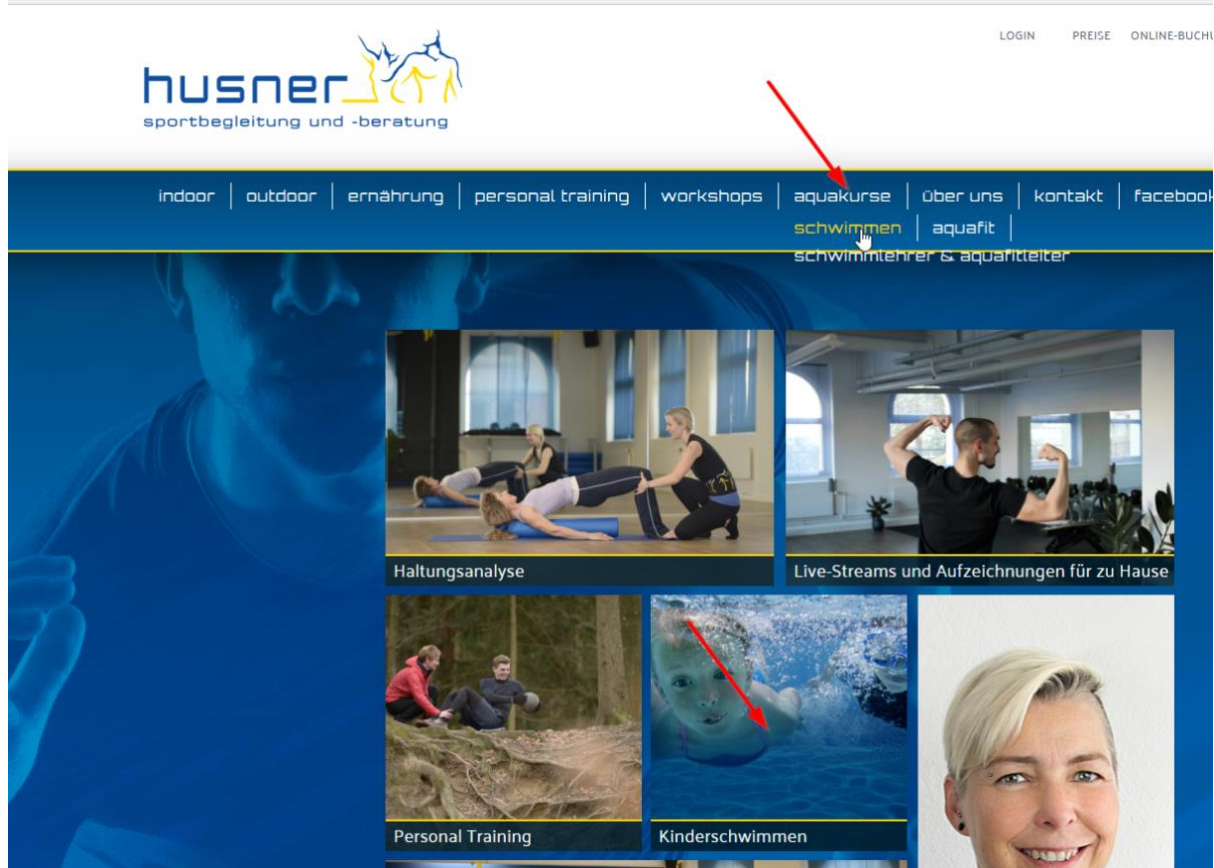 LOGIN PREISE ONLINE-BUCHU
husner
sportbegleitung und -beratung
indoor outdoor ernährung personal training workshops aquakurse über uns kontakt facebook
schwimmen aquafit
schwimmlehrer & aquafitleiter
Haltungsanalyse
Live-Streams und Aufzeichnungen für zu Hause
Personal Training
Kinderschwimmen